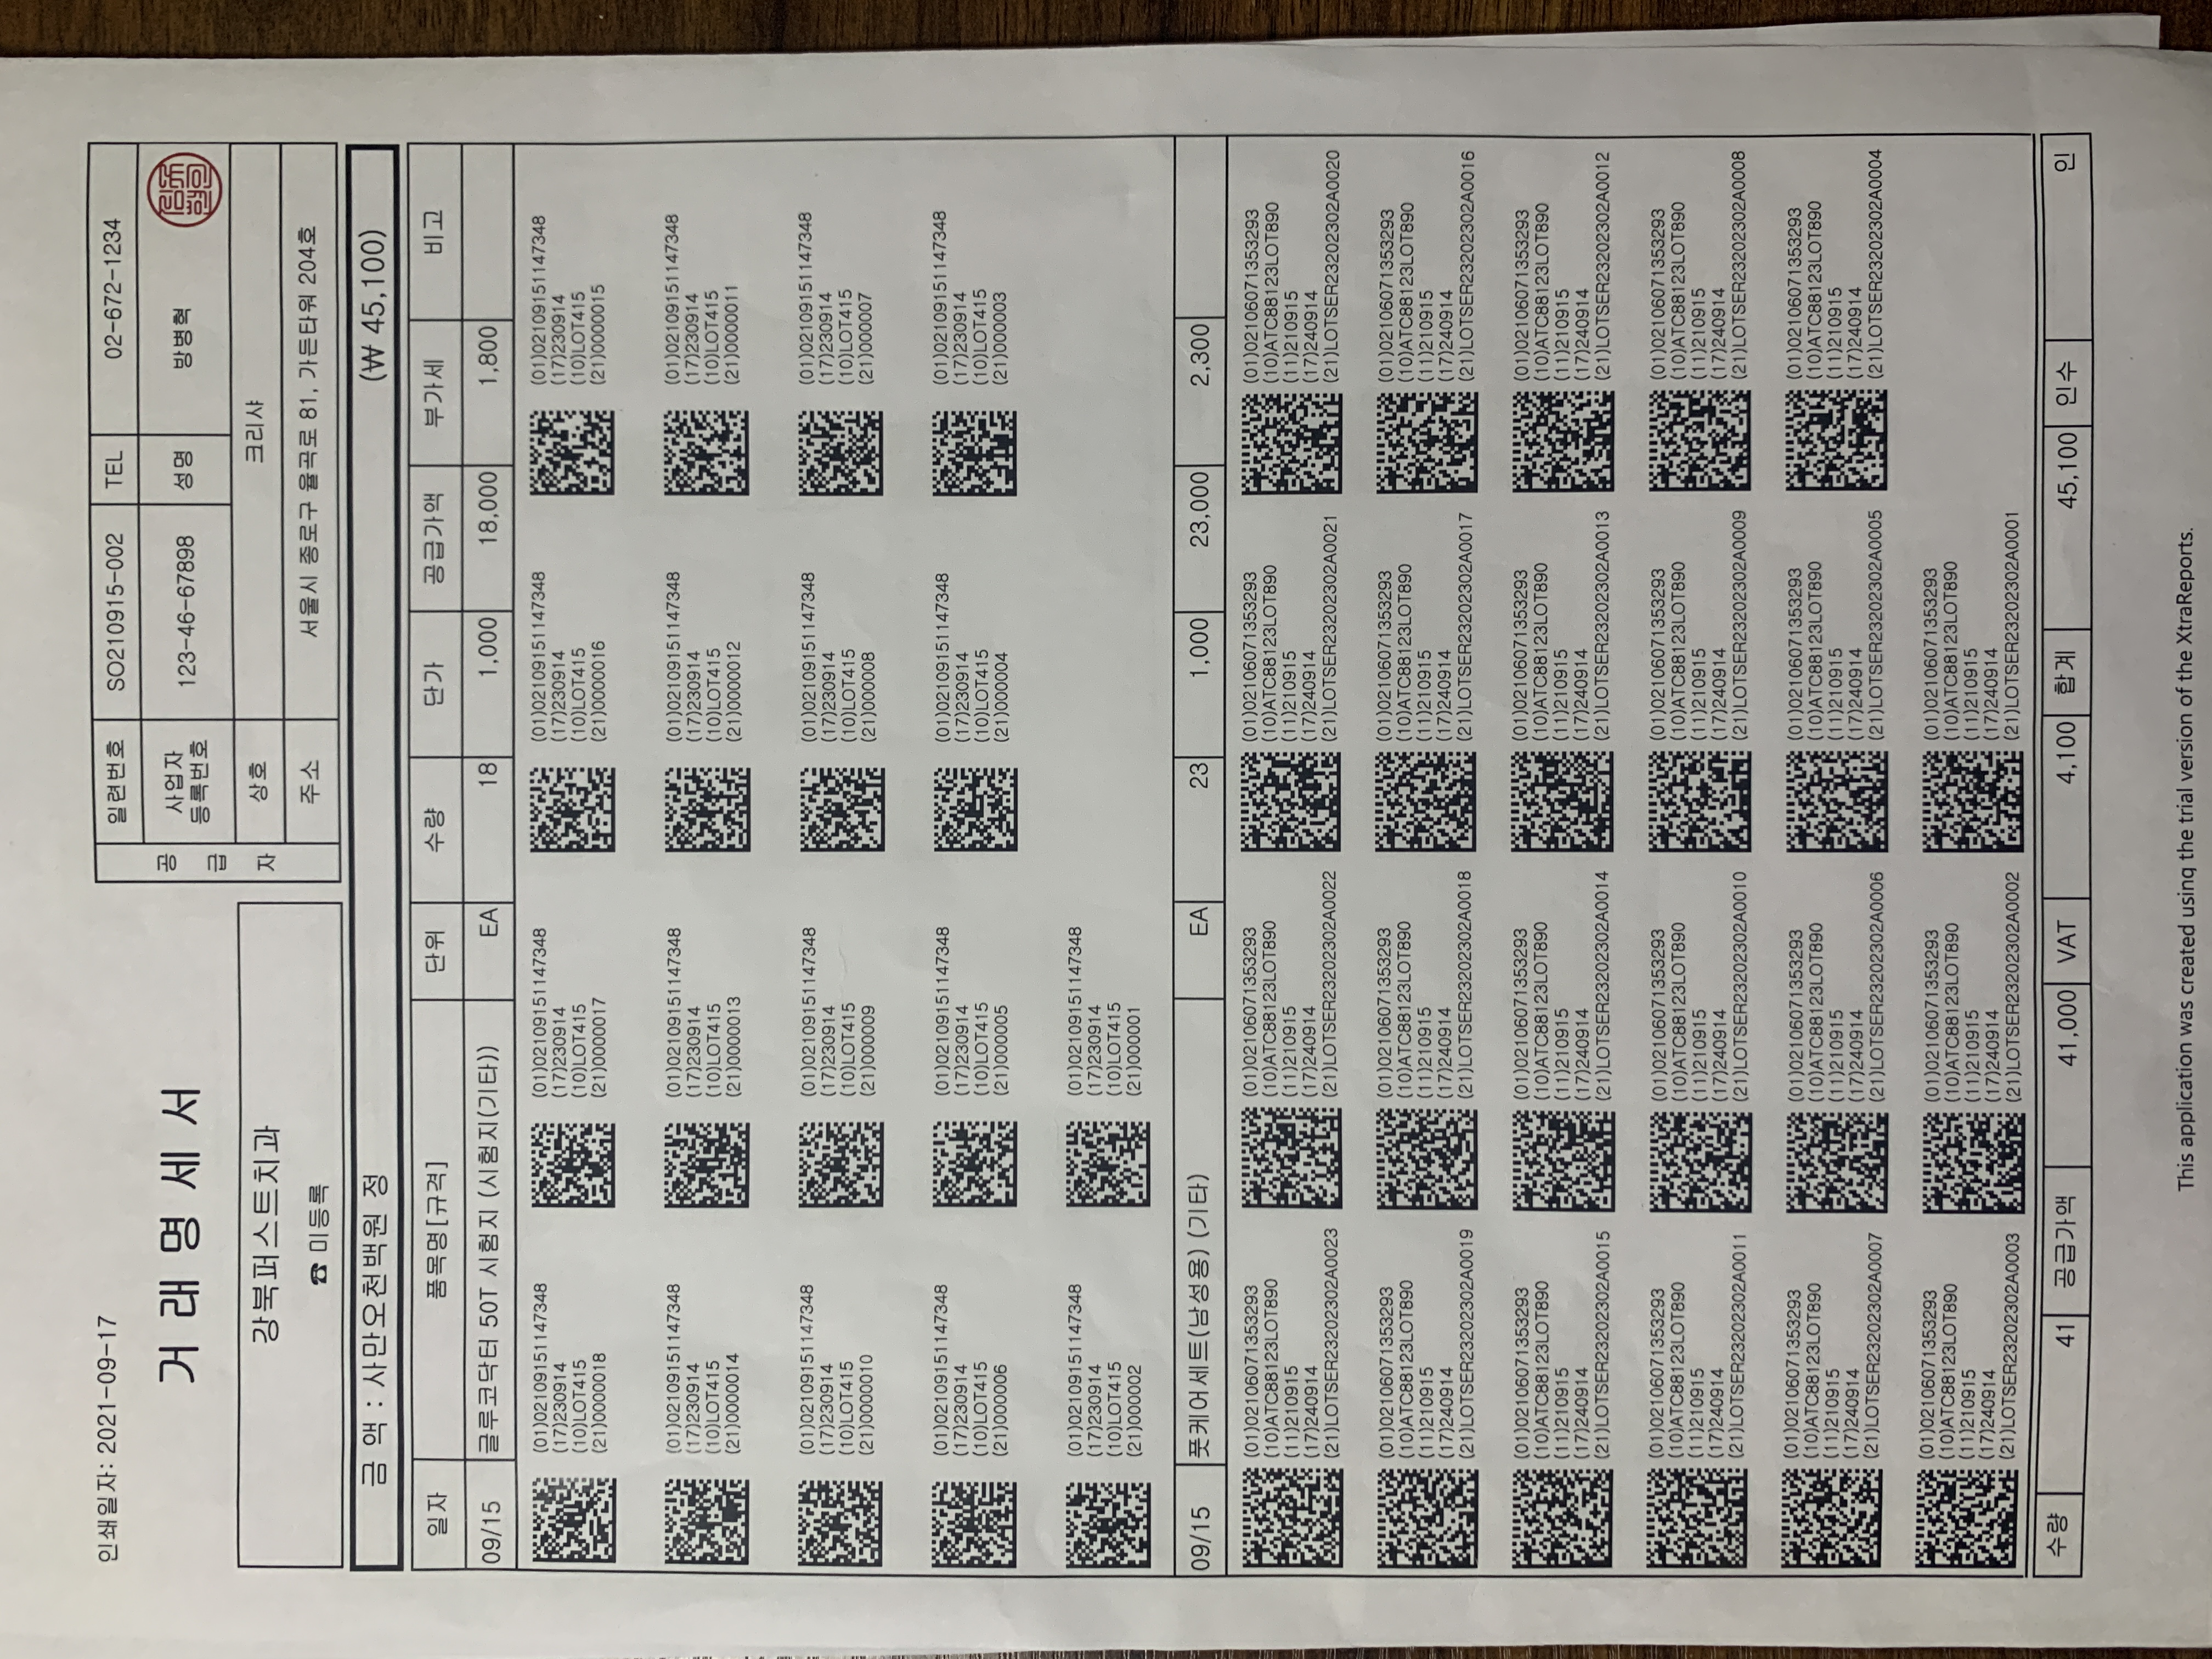 인쇄일자: 2021-09-17
거 래 명 세 서
강북퍼스트치과
☎ 미등록
공급자
일련번호 SO210915-002 TEL 02-672-1234
사업자 등록번호 123-46-67898 성명 방병혁
상호 크리샤
주소 서울시 종로구 율곡로 81, 가든타워 204호
금 액 : 사만오천백원 정 (₩ 45,100)
일자 품목명[규격] 단위 수량 단가 공급가액 부가세 비고
09/15 글루코닥터 50T 시험지 (시험지(기타)) EA 18 1,000 18,000 1,800
(01)02109151147348 (01)02109151147348 (01)02109151147348 (01)02109151147348
(17)230914 (17)230914 (17)230914 (17)230914
(10)LOT415 (10)LOT415 (10)LOT415 (10)LOT415
(21)0000018 (21)0000017 (21)0000016 (21)0000015
(01)02109151147348 (01)02109151147348 (01)02109151147348 (01)02109151147348
(17)230914 (17)230914 (17)230914 (17)230914
(10)LOT415 (10)LOT415 (10)LOT415 (10)LOT415
(21)0000014 (21)0000013 (21)0000012 (21)0000011
(01)02109151147348 (01)02109151147348 (01)02109151147348 (01)02109151147348
(17)230914 (17)230914 (17)230914 (17)230914
(10)LOT415 (10)LOT415 (10)LOT415 (10)LOT415
(21)0000010 (21)000009 (21)000008 (21)000007
(01)02109151147348 (01)02109151147348 (01)02109151147348 (01)02109151147348
(17)230914 (17)230914 (17)230914 (17)230914
(10)LOT415 (10)LOT415 (10)LOT415 (10)LOT415
(21)000006 (21)000005 (21)000004 (21)000003
(01)02109151147348 (01)02109151147348
(17)230914 (17)230914
(10)LOT415 (10)LOT415
(21)000002 (21)000001
09/15 풋케어세트(남성용) (기타) EA 23 1,000 23,000 2,300
(01)02106071353293 (01)02106071353293 (01)02106071353293 (01)02106071353293
(10)ATC88123LOT890 (10)ATC88123LOT890 (10)ATC88123LOT890 (10)ATC88123LOT890
(11)210915 (11)210915 (11)210915 (11)210915
(17)240914 (17)240914 (17)240914 (17)240914
(21)LOTSER23202302A0023 (21)LOTSER23202302A0022 (21)LOTSER23202302A0021 (21)LOTSER23202302A0020
(01)02106071353293 (01)02106071353293 (01)02106071353293 (01)02106071353293
(10)ATC88123LOT890 (10)ATC88123LOT890 (10)ATC88123LOT890 (10)ATC88123LOT890
(11)210915 (11)210915 (11)210915 (11)210915
(17)240914 (17)240914 (17)240914 (17)240914
(21)LOTSER23202302A0019 (21)LOTSER23202302A0018 (21)LOTSER23202302A0017 (21)LOTSER23202302A0016
(01)02106071353293 (01)02106071353293 (01)02106071353293 (01)02106071353293
(10)ATC88123LOT890 (10)ATC88123LOT890 (10)ATC88123LOT890 (10)ATC88123LOT890
(11)210915 (11)210915 (11)210915 (11)210915
(17)240914 (17)240914 (17)240914 (17)240914
(21)LOTSER23202302A0015 (21)LOTSER23202302A0014 (21)LOTSER23202302A0013 (21)LOTSER23202302A0012
(01)02106071353293 (01)02106071353293 (01)02106071353293 (01)02106071353293
(10)ATC88123LOT890 (10)ATC88123LOT890 (10)ATC88123LOT890 (10)ATC88123LOT890
(11)210915 (11)210915 (11)210915 (11)210915
(17)240914 (17)240914 (17)240914 (17)240914
(21)LOTSER23202302A0011 (21)LOTSER23202302A0010 (21)LOTSER23202302A0009 (21)LOTSER23202302A0008
(01)02106071353293 (01)02106071353293 (01)02106071353293 (01)02106071353293
(10)ATC88123LOT890 (10)ATC88123LOT890 (10)ATC88123LOT890 (10)ATC88123LOT890
(11)210915 (11)210915 (11)210915 (11)210915
(17)240914 (17)240914 (17)240914 (17)240914
(21)LOTSER23202302A0007 (21)LOTSER23202302A0006 (21)LOTSER23202302A0005 (21)LOTSER23202302A0004
(01)02106071353293 (01)02106071353293 (01)02106071353293
(10)ATC88123LOT890 (10)ATC88123LOT890 (10)ATC88123LOT890
(11)210915 (11)210915 (11)210915
(17)240914 (17)240914 (17)240914
(21)LOTSER23202302A0003 (21)LOTSER23202302A0002 (21)LOTSER23202302A0001
수량 41 공급가액 41,000 VAT 4,100 합계 45,100 인수 인
This application was created using the trial version of the XtraReports.